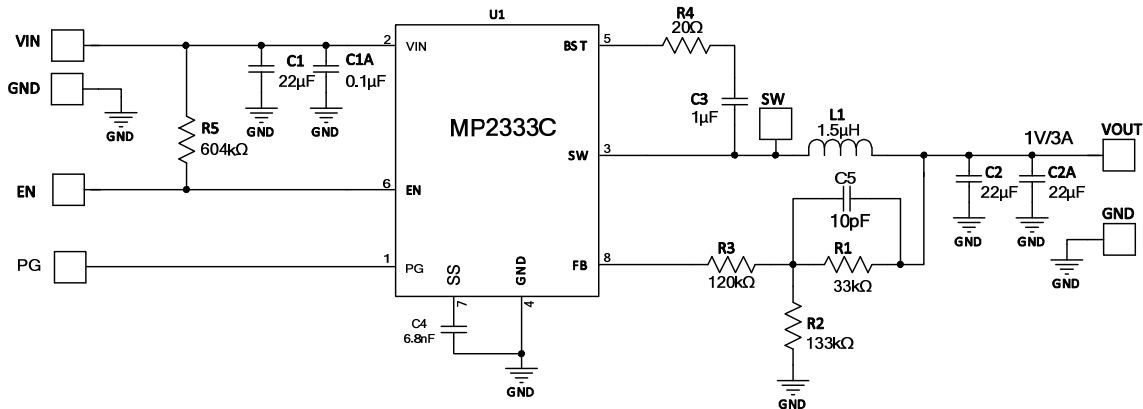 U1
VIN
GND
GND
R5
604kΩ
C1
22µF
GND
C1A
0.1µF
GND
2
VIN
EN
6
EN
PG
1
PG
MP2333C
SS
7
GND
4
C4
6.8nF
GND
BST
5
R4
20Ω
C3
1µF
SW
SW
3
L1
1.5µH
1V/3A
VOUT
C2
22µF
GND
C2A
22µF
GND
GND
GND
C5
10pF
FB
8
R3
120kΩ
R1
33kΩ
R2
133kΩ
GND